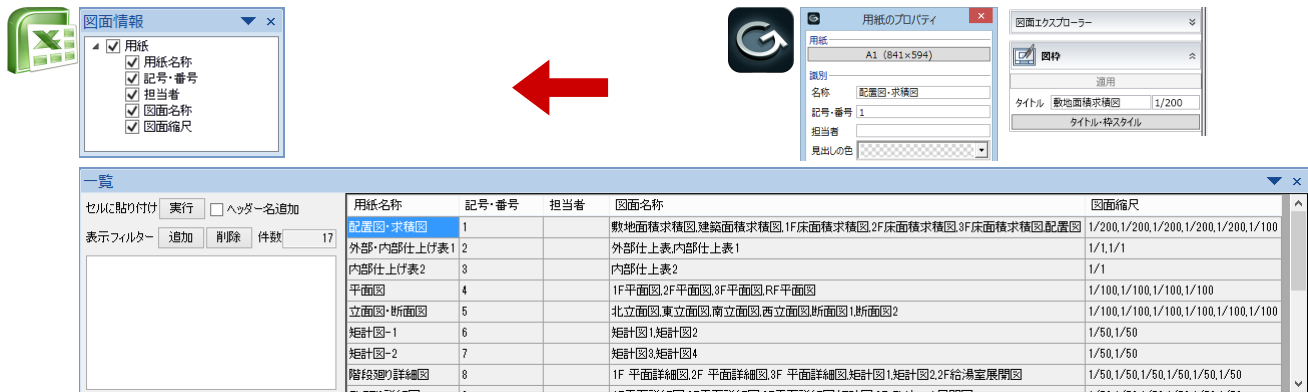 図面情報
用紙
用紙名称
記号・番号
担当者
図面名称
図面縮尺
用紙のプロパティ
用紙
A1 (841×594)
識別
名称 配置図・求積図
記号・番号 1
担当者
見出しの色
図面エクスプローラー
図枠
適用
タイトル 敷地面積求積図 1/200
タイトル・枠スタイル
一覧
セルに貼り付け 実行 ヘッダー名追加
表示フィルター 追加 削除 件数 17
用紙名称 記号・番号 担当者 図面名称 図面縮尺
配置図・求積図 1 敷地面積求積図,建築面積求積図,1F床面積求積図,2F床面積求積図,3F床面積求積図,配置図 1/200,1/200,1/200,1/200,1/200,1/100
外部・内部仕上げ表1 2 外部仕上表,内部仕上表1 1/1,1/1
内部仕上げ表2 3 内部仕上表2 1/1
平面図 4 1F平面図,2F平面図,3F平面図,RF平面図 1/100,1/100,1/100,1/100
立面図・断面図 5 北立面図,東立面図,南立面図,西立面図,断面図1,断面図2 1/100,1/100,1/100,1/100,1/100,1/100
矩計図-1 6 矩計図1,矩計図2 1/50,1/50
矩計図-2 7 矩計図3,矩計図4 1/50,1/50
階段廻り詳細図 8 1F 平面詳細図,2F 平面詳細図,3F 平面詳細図,矩計図1,矩計図2,2F給湯室展開図 1/50,1/50,1/50,1/50,1/50,1/50